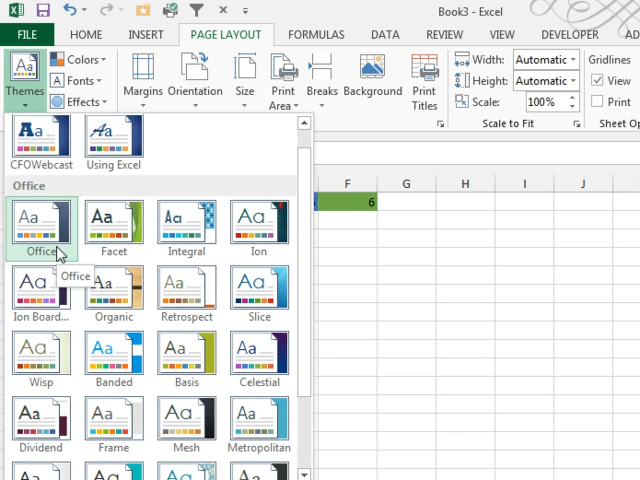 Book3 - Excel
FILE HOME INSERT PAGE LAYOUT FORMULAS DATA REVIEW VIEW DEVELOPER AD
Aa Themes
Colors
A Fonts
Effects
Margins Orientation Size Print Area Breaks Background Print Titles
Width: Automatic
Height: Automatic
Scale: 100%
Scale to Fit
Gridlines
View
Print
Sheet Op
Aa Aa
CFOWebcast Using Excel
Office
Aa Aa Aa Aa
Office Facet Integral Ion
Office
Aa Aa Aa Aa
Ion Board... Organic Retrospect Slice
Aa Aa Aa Aa
Wisp Banded Basis Celestial
Aa Aa Aa Aa
Dividend Frame Mesh Metropolitan
F G H I J
6